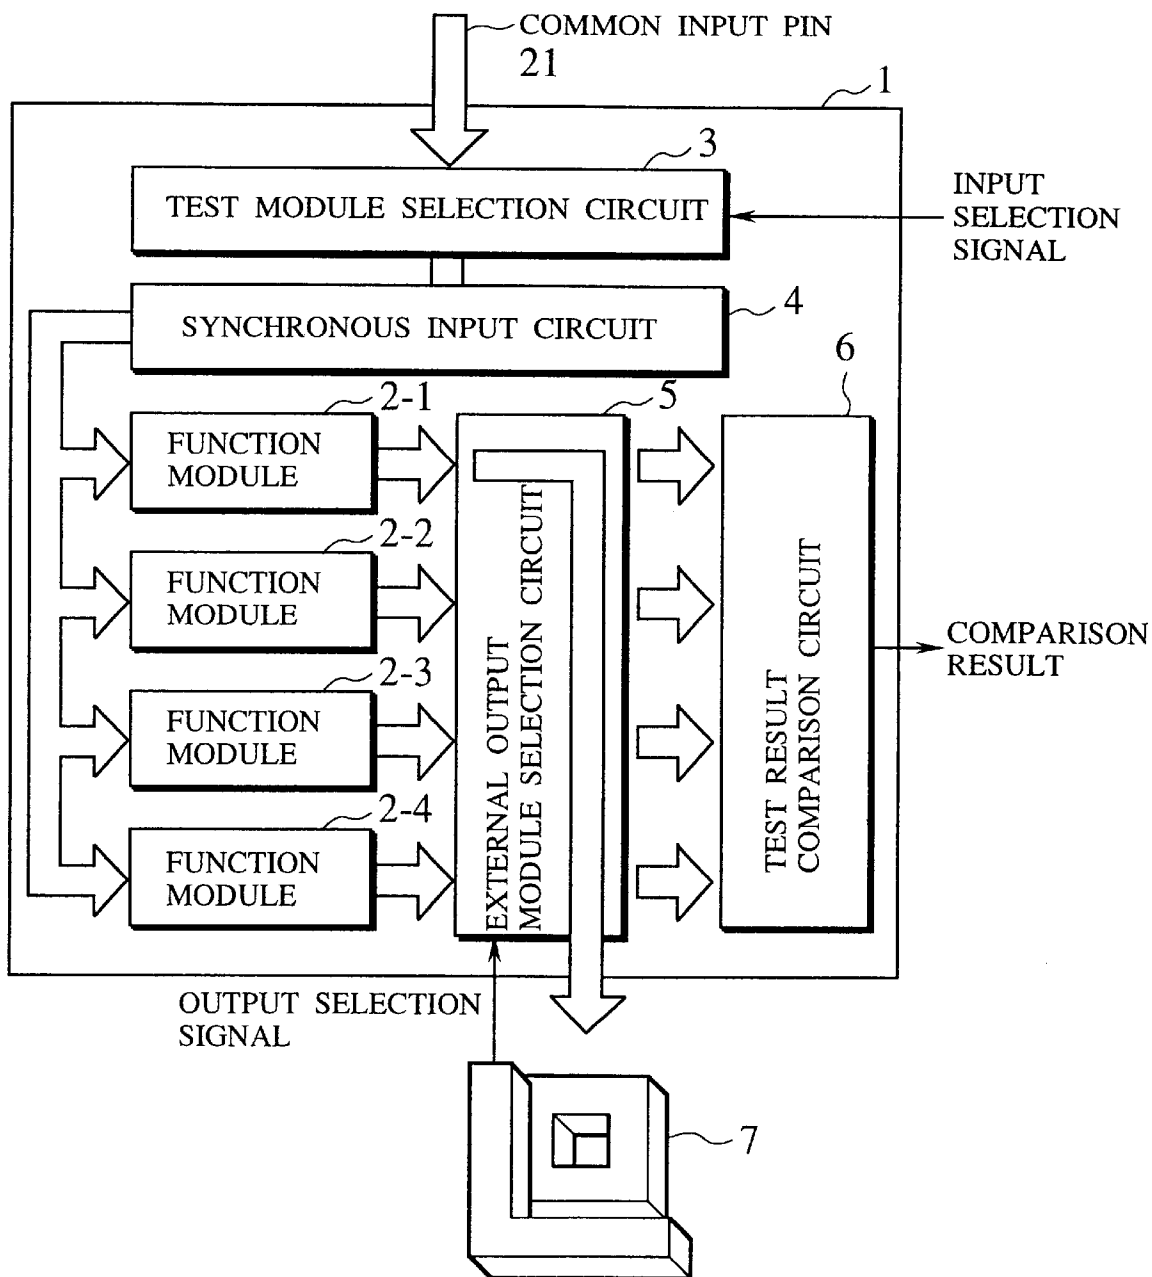 COMMON INPUT PIN
21
1
3
TEST MODULE SELECTION CIRCUIT
INPUT
SELECTION
SIGNAL
4
SYNCHRONOUS INPUT CIRCUIT
2-1
FUNCTION
MODULE
5
6
2-2
FUNCTION
MODULE
2-3
FUNCTION
MODULE
2-4
FUNCTION
MODULE
EXTERNAL OUTPUT
MODULE SELECTION CIRCUIT
TEST RESULT
COMPARISON CIRCUIT
COMPARISON
RESULT
OUTPUT SELECTION
SIGNAL
7